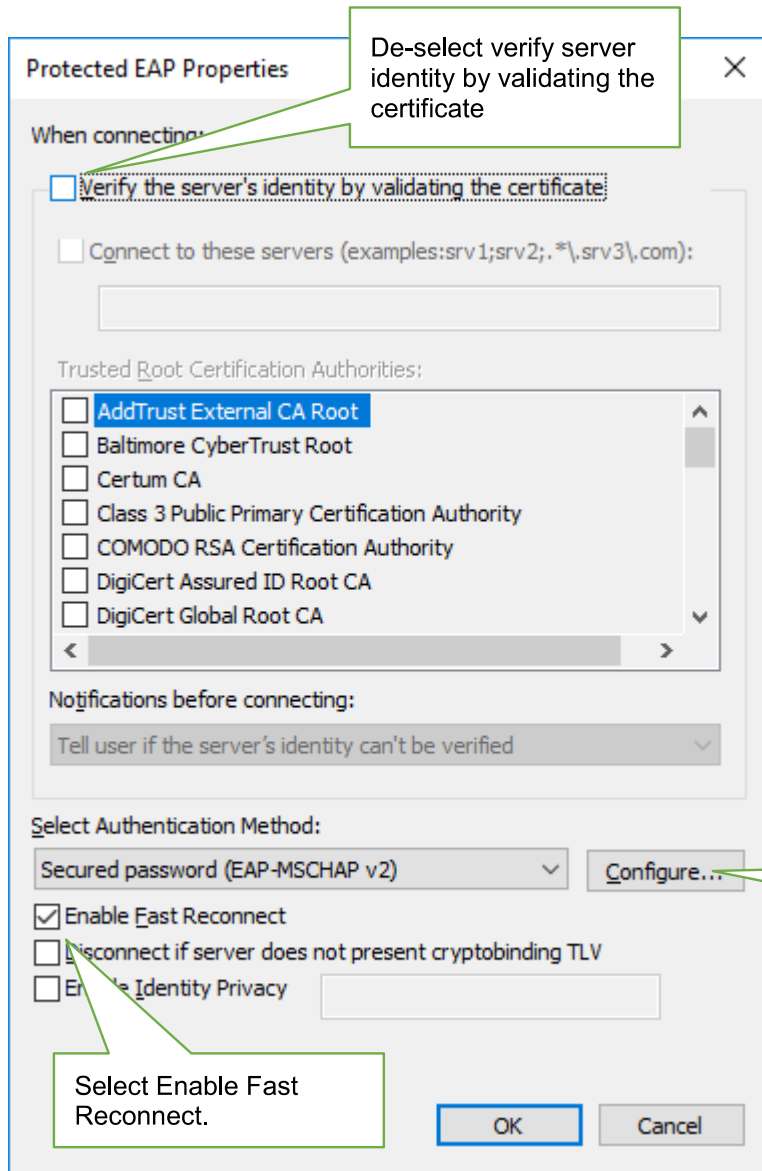 De-select verify server
identity by validating the
certificate
Protected EAP Properties
When connecting:
Verify the server's identity by validating the certificate
Connect to these servers (examples:srv1;srv2;.*\.srv3\.com):
Trusted Root Certification Authorities:
AddTrust External CA Root
Baltimore CyberTrust Root
Certum CA
Class 3 Public Primary Certification Authority
COMODO RSA Certification Authority
DigiCert Assured ID Root CA
DigiCert Global Root CA
Notifications before connecting:
Tell user if the server's identity can't be verified
Select Authentication Method:
Secured password (EAP-MSCHAP v2)
Configure...
Enable Fast Reconnect
Disconnect if server does not present cryptobinding TLV
Enable Identity Privacy
Select Enable Fast
Reconnect.
OK
Cancel